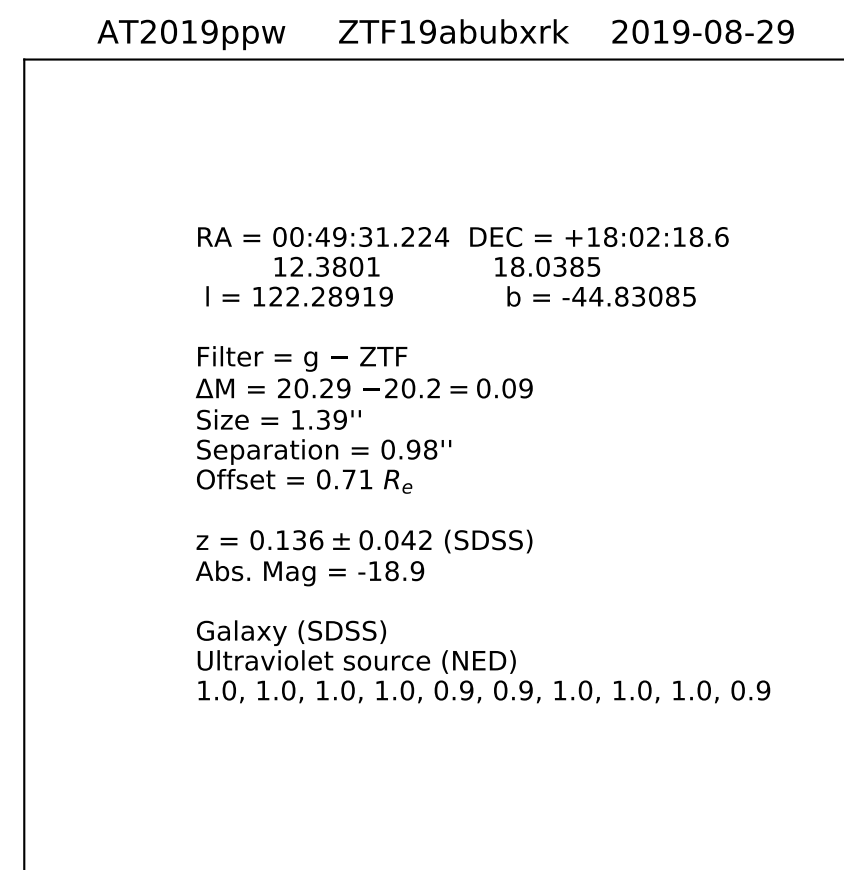 AT2019ppw ZTF19abubxrk 2019-08-29
RA = 00:49:31.224 DEC = +18:02:18.6
12.3801 18.0385
l = 122.28919 b = -44.83085
Filter = g − ZTF
ΔM = 20.29 −20.2 = 0.09
Size = 1.39''
Separation = 0.98''
Offset = 0.71 Re
z = 0.136 ± 0.042 (SDSS)
Abs. Mag = -18.9
Galaxy (SDSS)
Ultraviolet source (NED)
1.0, 1.0, 1.0, 1.0, 0.9, 0.9, 1.0, 1.0, 1.0, 0.9